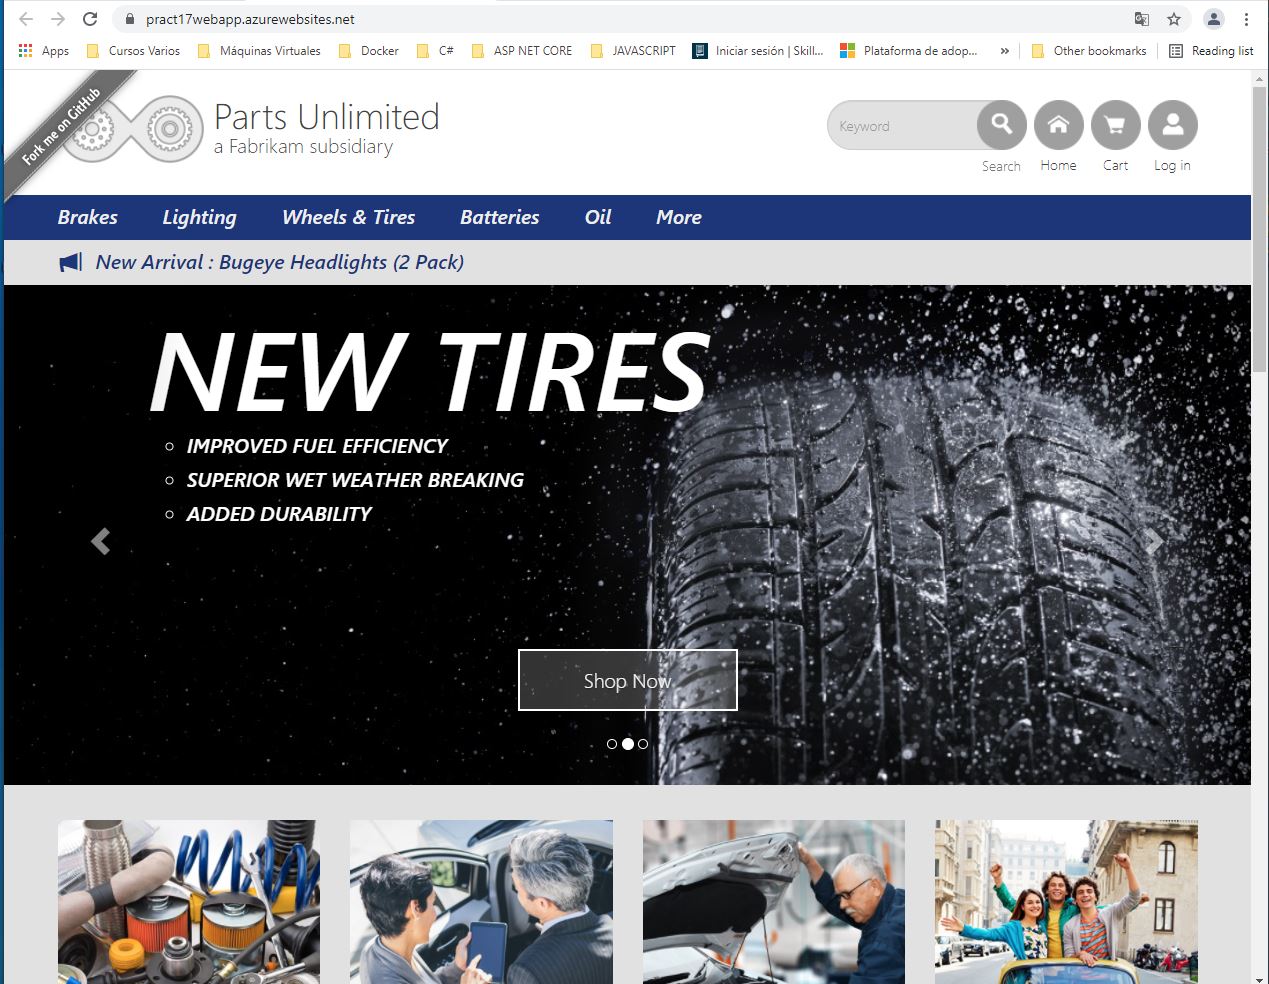 pract17webapp.azurewebsites.net
Apps Cursos Varios Máquinas Virtuales Docker C# ASP NET CORE JAVASCRIPT Iniciar sesión | Skill... Plataforma de adop... » Other bookmarks Reading list
Fork me on GitHub
Parts Unlimited
a Fabrikam subsidiary
Keyword
Search Home Cart Log in
Brakes Lighting Wheels & Tires Batteries Oil More
New Arrival : Bugeye Headlights (2 Pack)
NEW TIRES
IMPROVED FUEL EFFICIENCY
SUPERIOR WET WEATHER BREAKING
ADDED DURABILITY
Shop Now